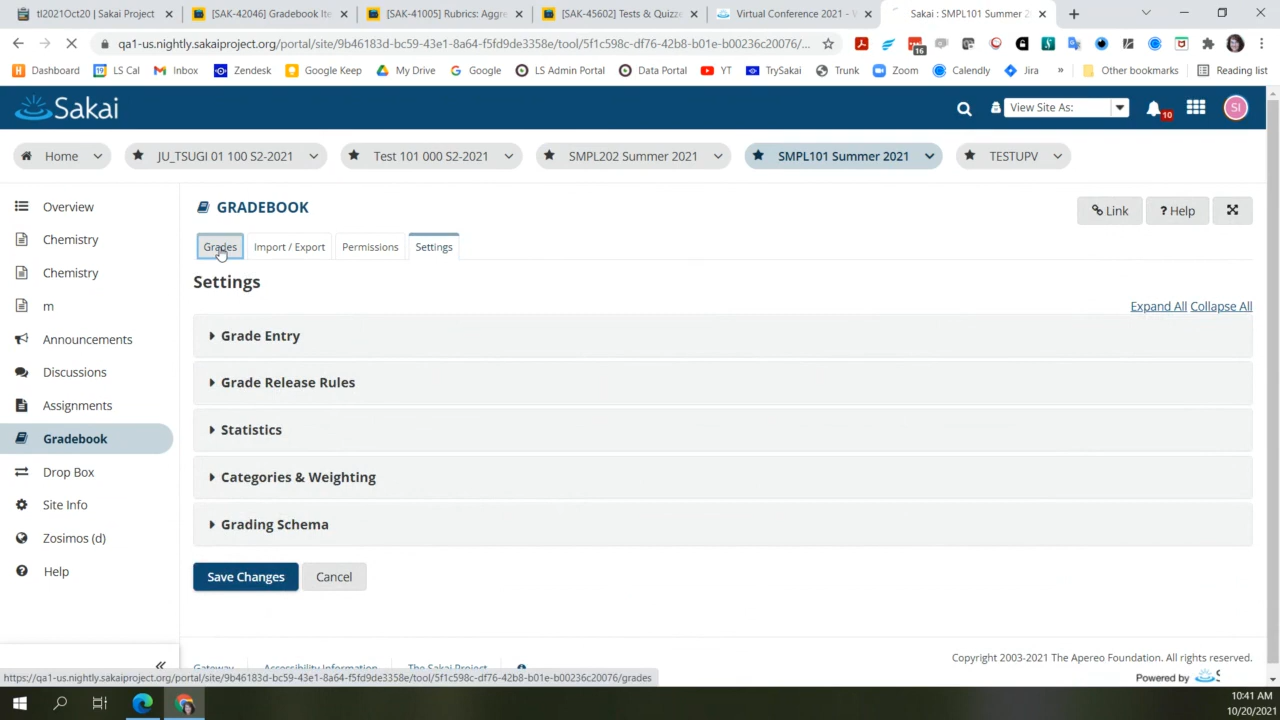 tl2021Oct20 | Sakai Project
[SAK-42046] Gradebook Ite
[SAK-41005] Rubrics: Aggre
[SAK-45602] Tests & Quizze
Virtual Conference 2021 - W
Sakai : SMPL101 Summer 2
qa1-us.nightly.sakaiproject.org/portal/site/9b46183d-bc59-43e1-8a64-f5fd9de3358e/tool/5f1c598c-df76-42b8-b01e-b00236c20076/...
16
Dashboard
LS Cal
Inbox
Zendesk
Google Keep
My Drive
Google
LS Admin Portal
Data Portal
YT
TrySakai
Trunk
Zoom
Calendly
Jira
»
Other bookmarks
Reading list
Sakai
View Site As:
10
SI
Home
JU_TSUGI 01 100 S2-2021
Test 101 000 S2-2021
SMPL202 Summer 2021
SMPL101 Summer 2021
TESTUPV
Overview
Chemistry
Chemistry
m
Announcements
Discussions
Assignments
Gradebook
Drop Box
Site Info
Zosimos (d)
Help
GRADEBOOK
Link
? Help
Grades
Import / Export
Permissions
Settings
Settings
Expand All Collapse All
Grade Entry
Grade Release Rules
Statistics
Categories & Weighting
Grading Schema
Save Changes
Cancel
Gateway
Accessibility Information
The Sakai Project
Copyright 2003-2021 The Apereo Foundation. All rights reserved.
Powered by
https://qa1-us.nightly.sakaiproject.org/portal/site/9b46183d-bc59-43e1-8a64-f5fd9de3358e/tool/5f1c598c-df76-42b8-b01e-b00236c20076/grades
10:41 AM
10/20/2021